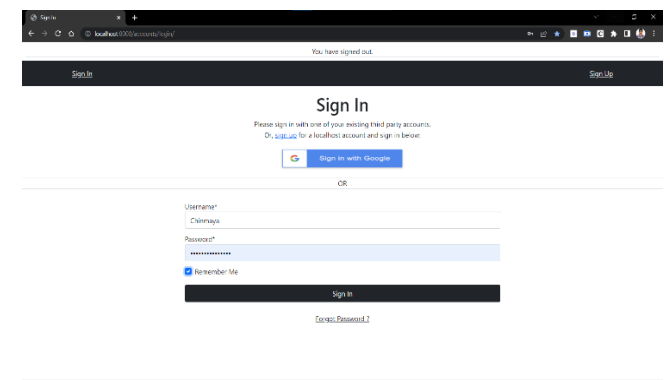 Sign In
localhost:8000/accounts/login/
You have signed out.
Sign In
Sign Up
Sign In
Please sign in with one of your existing third party accounts.
Or, sign up for a localhost account and sign in below:
Sign in with Google
OR
Username*
Chinmaya
Password*
Remember Me
Sign In
Forgot Password ?